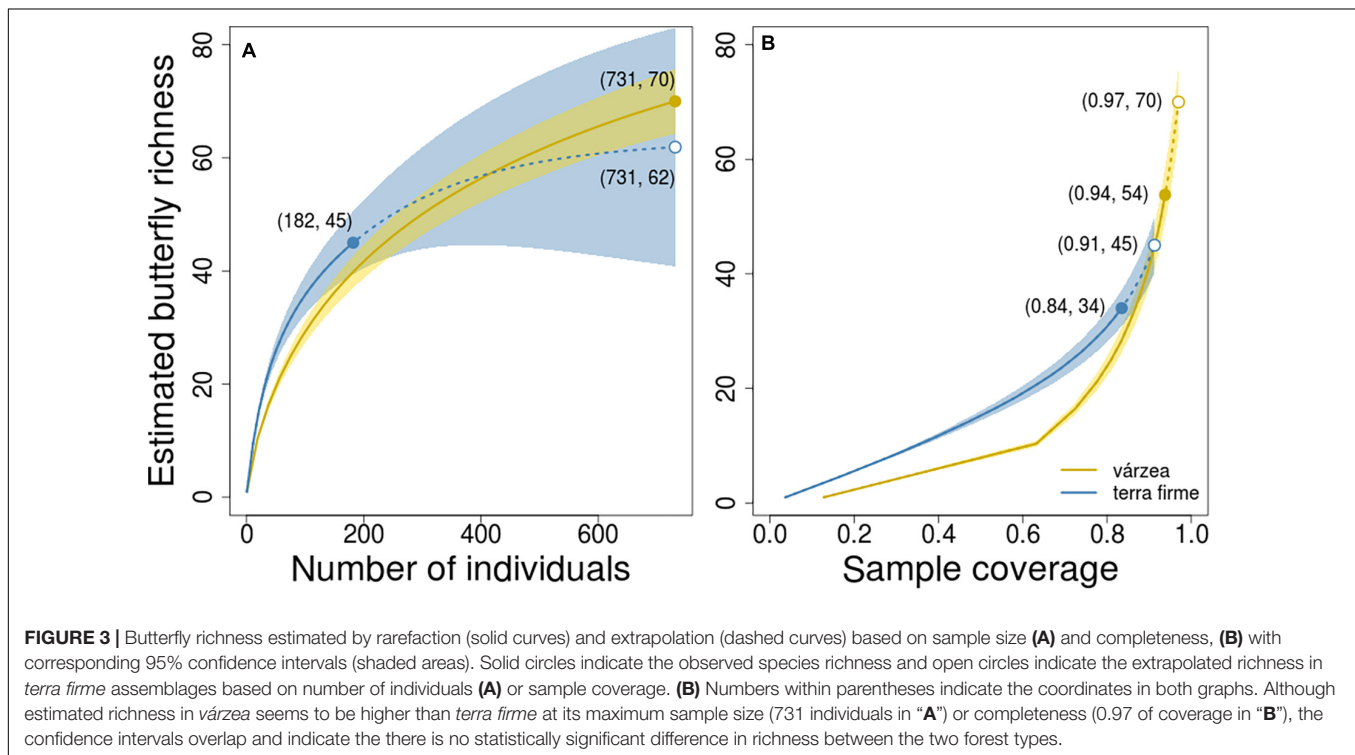 A
Estimated butterfly richness
80
60
40
20
0
(731, 70)
(731, 62)
(182, 45)
0 200 400 600
Number of individuals
B
80
60
40
20
0
(0.97, 70)
(0.94, 54)
(0.91, 45)
(0.84, 34)
várzea
terra firme
0.0 0.2 0.4 0.6 0.8 1.0
Sample coverage
FIGURE 3 | Butterfly richness estimated by rarefaction (solid curves) and extrapolation (dashed curves) based on sample size (A) and completeness, (B) with
corresponding 95% confidence intervals (shaded areas). Solid circles indicate the observed species richness and open circles indicate the extrapolated richness in
terra firme assemblages based on number of individuals (A) or sample coverage. (B) Numbers within parentheses indicate the coordinates in both graphs. Although
estimated richness in várzea seems to be higher than terra firme at its maximum sample size (731 individuals in “A”) or completeness (0.97 of coverage in “B”), the
confidence intervals overlap and indicate the there is no statistically significant difference in richness between the two forest types.